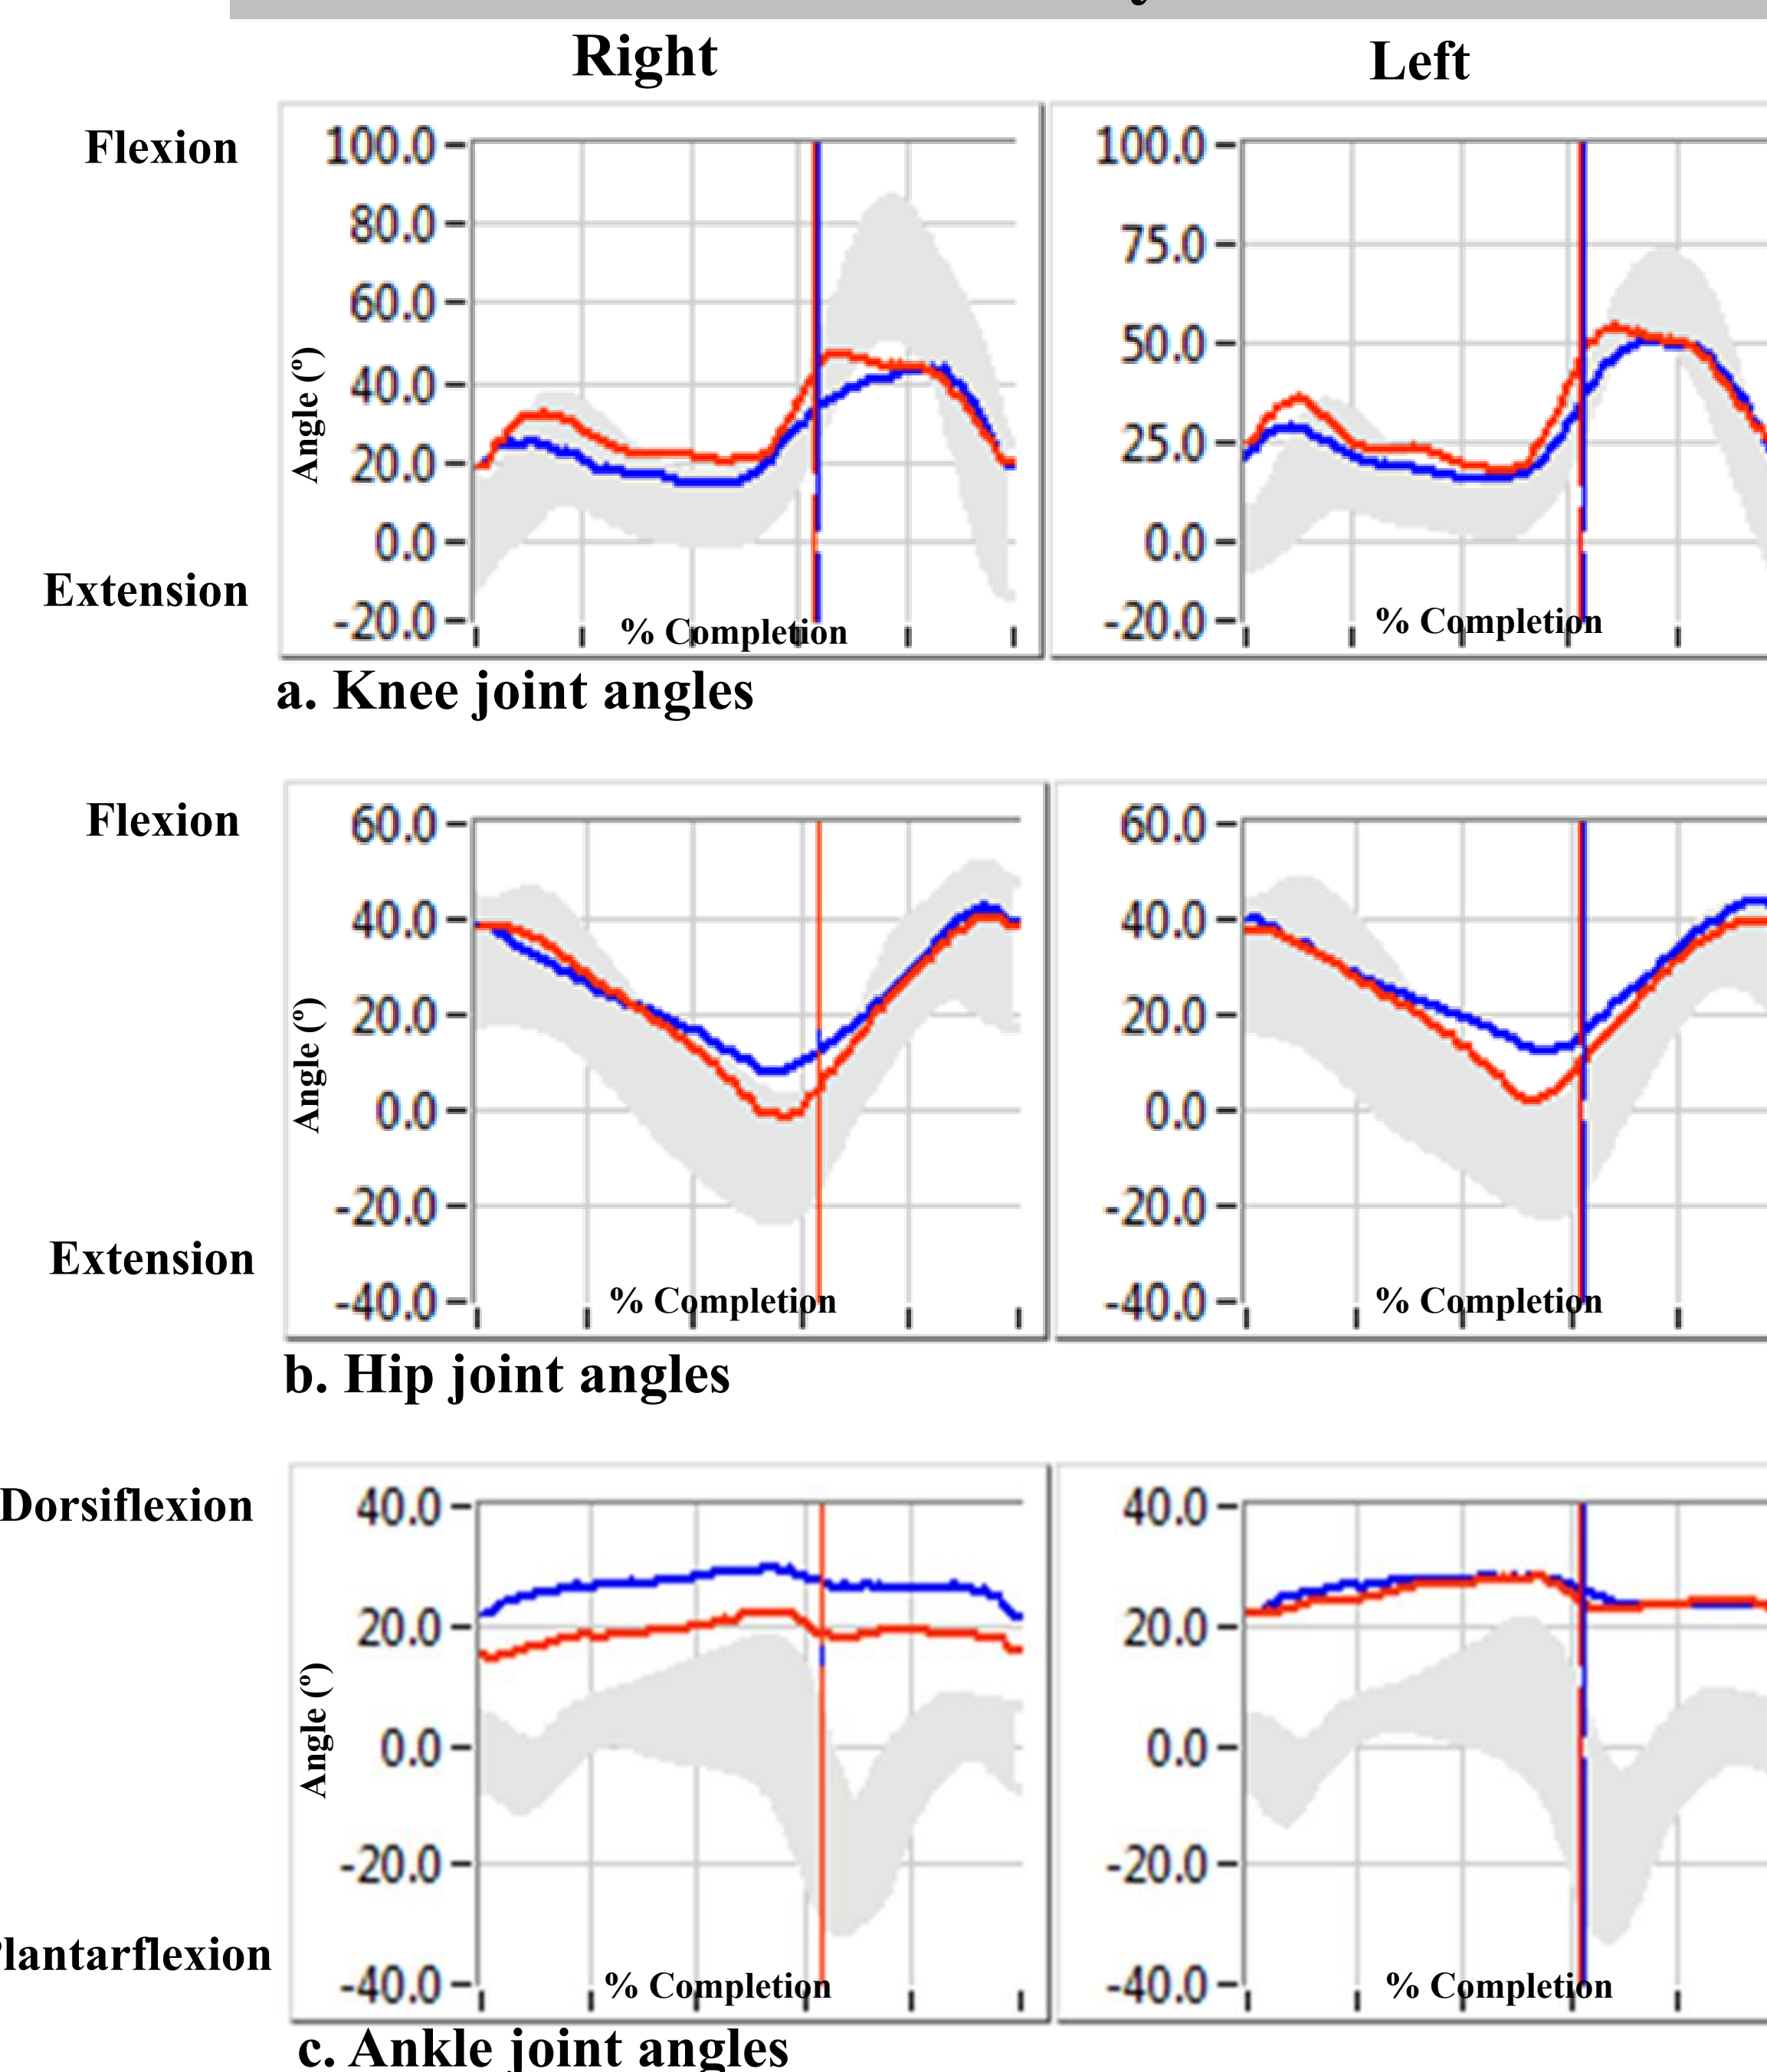 Right Left
Flexion
100.0 100.0
80.0 75.0
60.0 50.0
40.0 25.0
20.0 0.0
0.0 -20.0
-20.0
Angle (º)
Extension
% Completion % Completion
a. Knee joint angles
Flexion
60.0 60.0
40.0 40.0
20.0 20.0
0.0 0.0
-20.0 -20.0
-40.0 -40.0
Angle (º)
Extension
% Completion % Completion
b. Hip joint angles
Dorsiflexion
40.0 40.0
20.0 20.0
0.0 0.0
-20.0 -20.0
-40.0 -40.0
Angle (º)
lantarflexion
% Completion % Completion
c. Ankle joint angles